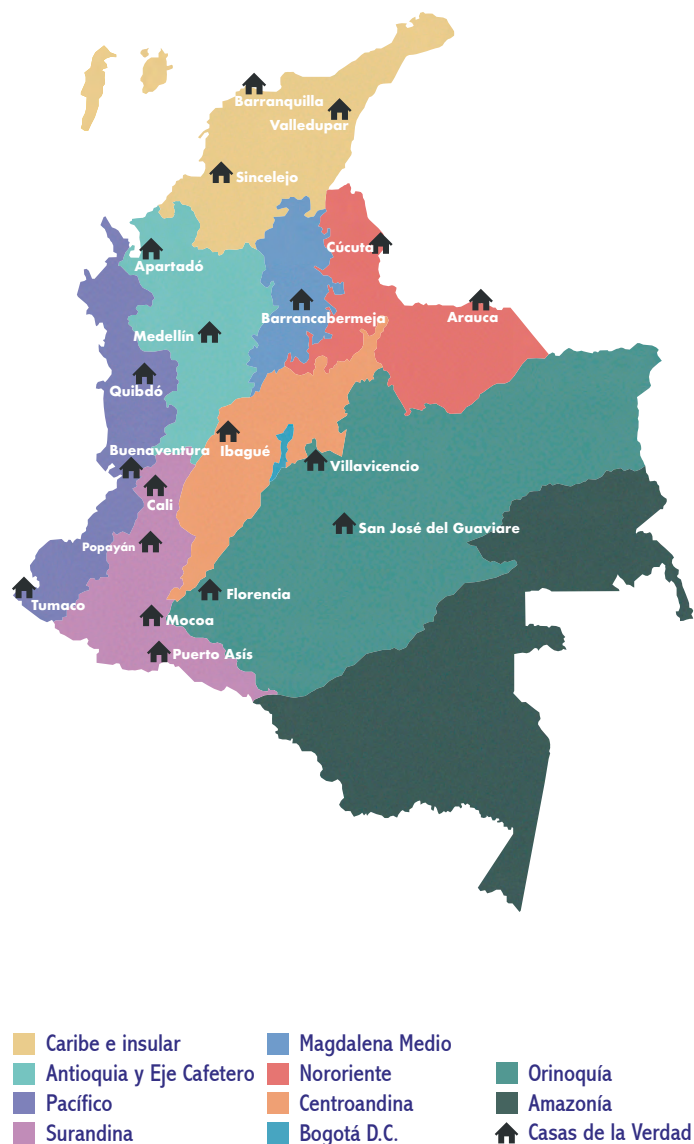 Barranquilla
Valledupar
Sincelejo
Cúcuta
Apartadó
Barrancabermeja
Arauca
Medellín
Quibdó
Buenaventura
Ibagué
Villavicencio
Cali
San José del Guaviare
Popayán
Florencia
Tumaco
Mocoa
Puerto Asís
Caribe e insular
Antioquia y Eje Cafetero
Pacífico
Surandina
Magdalena Medio
Nororiente
Centroandina
Bogotá D.C.
Orinoquía
Amazonía
Casas de la Verdad